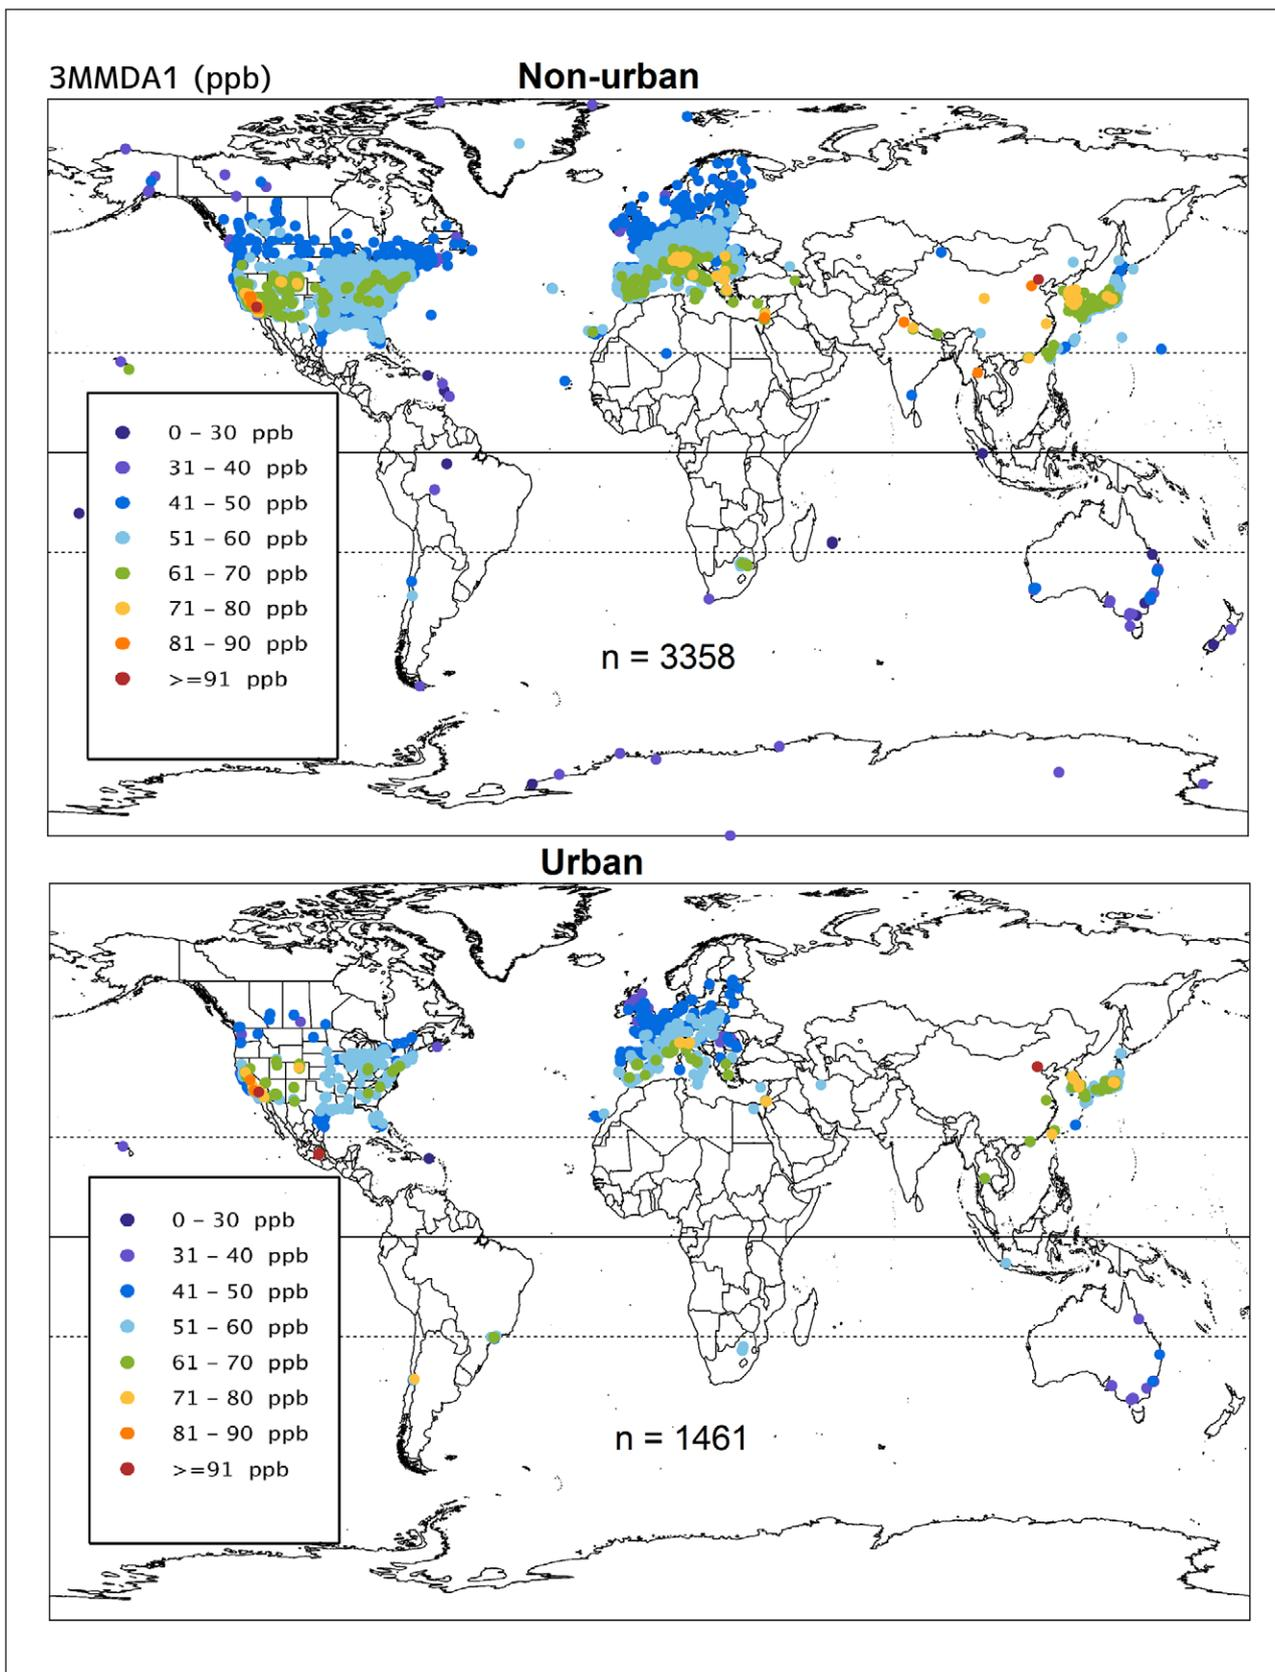 3MMDA1 (ppb)
Non-urban
0 – 30 ppb
31 – 40 ppb
41 – 50 ppb
51 – 60 ppb
61 – 70 ppb
71 – 80 ppb
81 – 90 ppb
>=91 ppb
n = 3358
Urban
0 – 30 ppb
31 – 40 ppb
41 – 50 ppb
51 – 60 ppb
61 – 70 ppb
71 – 80 ppb
81 – 90 ppb
>=91 ppb
n = 1461